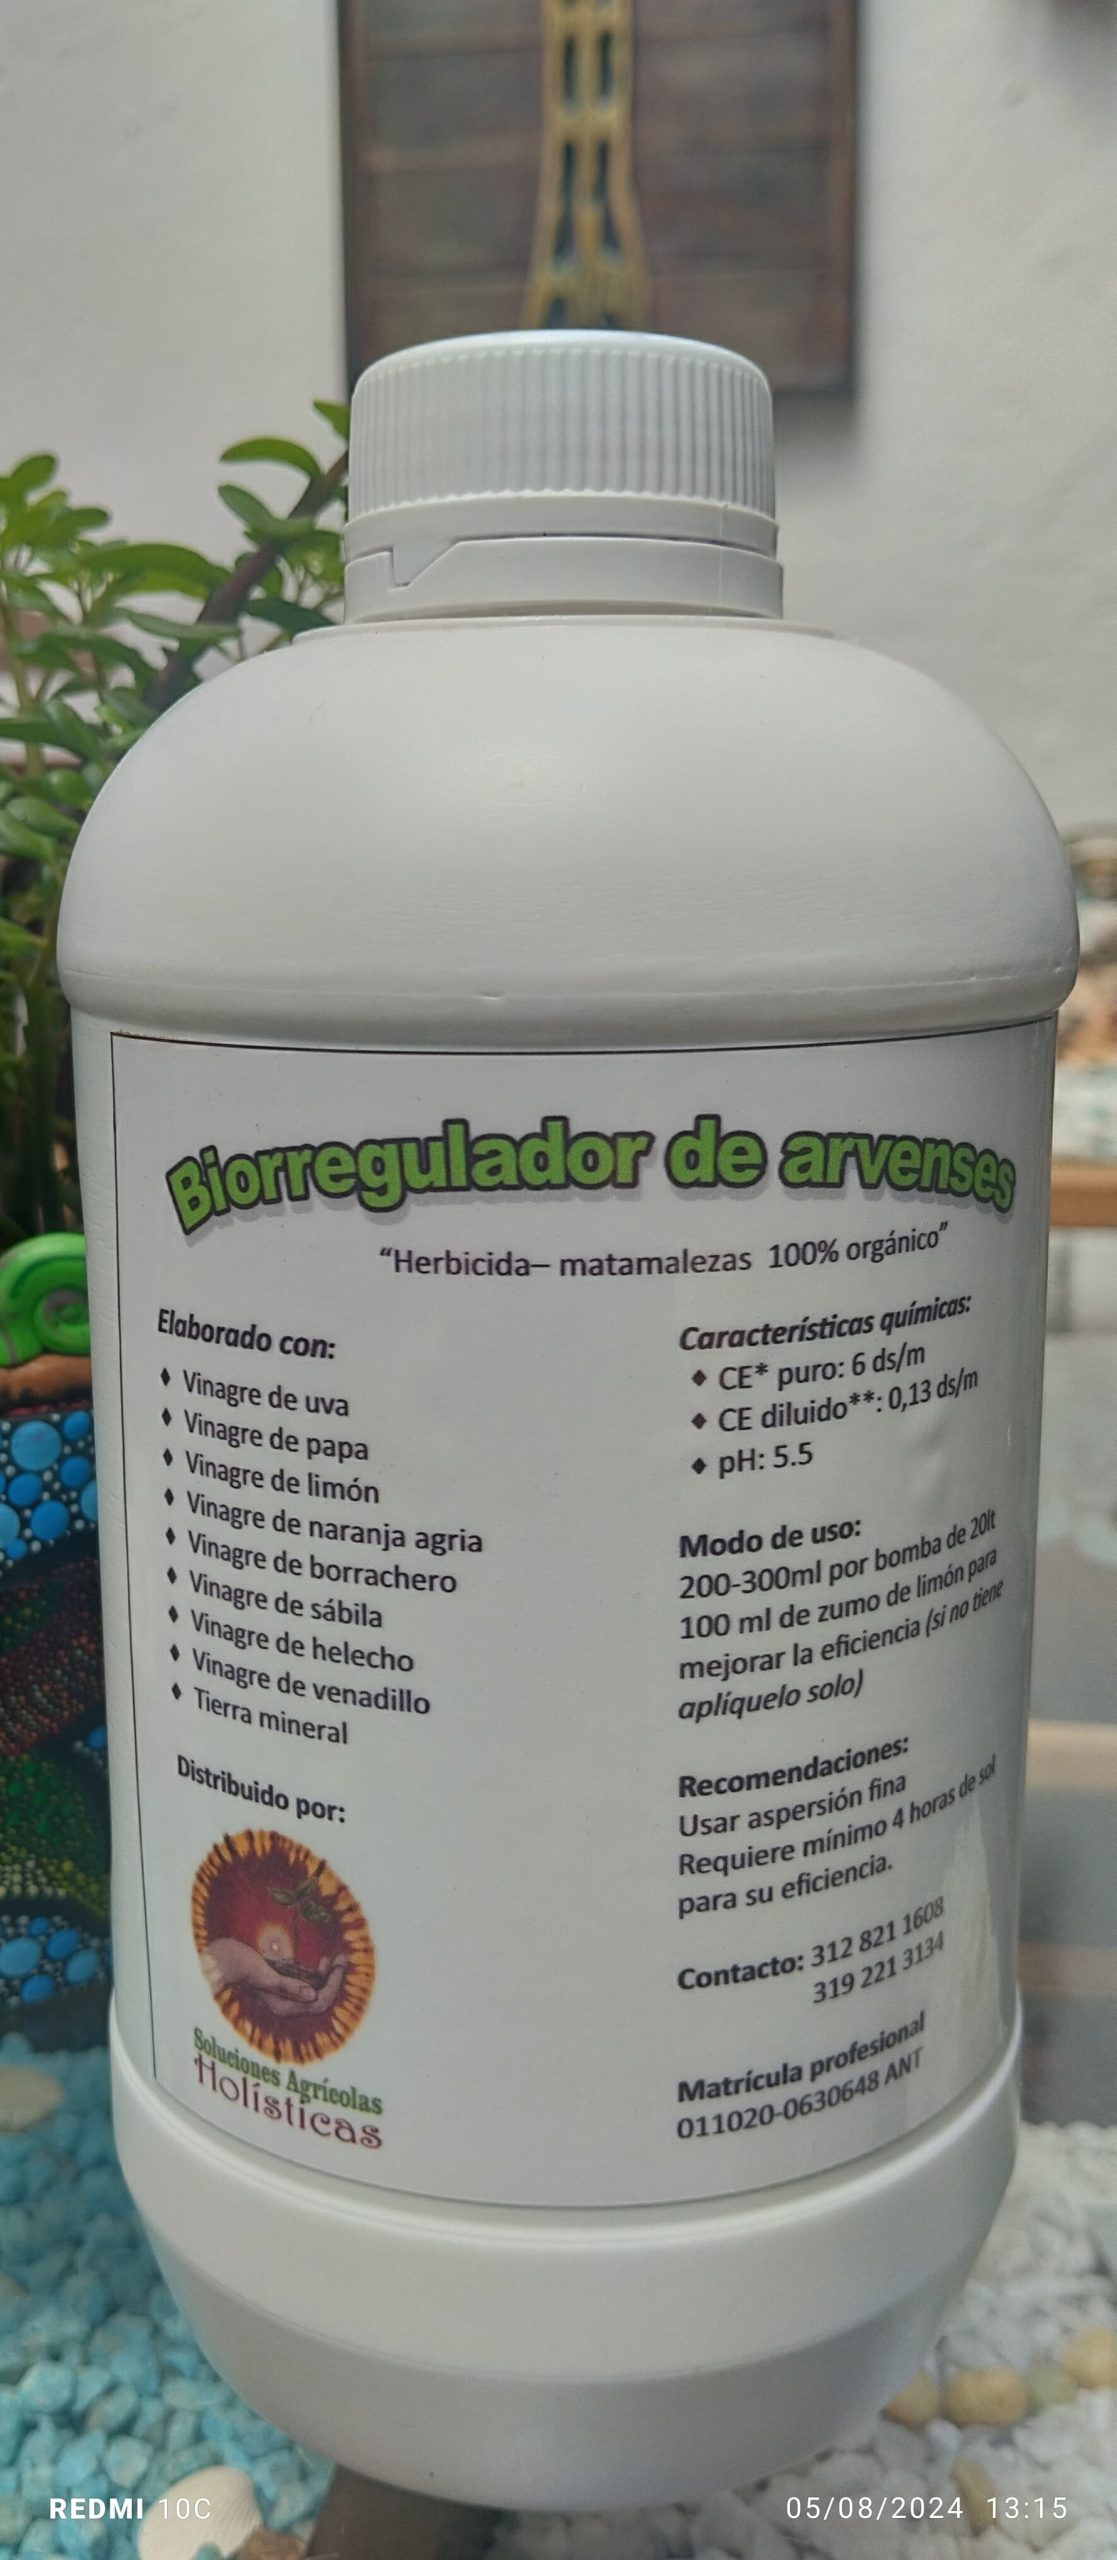 Biorregulador de arvenses
“Herbicida– matamalezas 100% orgánico”
Elaborado con:
♦ Vinagre de uva
♦ Vinagre de papa
♦ Vinagre de limón
♦ Vinagre de naranja agria
♦ Vinagre de borrachero
♦ Vinagre de sábila
♦ Vinagre de helecho
♦ Vinagre de venadillo
♦ Tierra mineral
Distribuido por:
Soluciones Agrícolas
Holísticas
Características químicas:
♦ CE* puro: 6 ds/m
♦ CE diluido**: 0,13 ds/m
♦ pH: 5.5
Modo de uso:
200-300ml por bomba de 20lt
100 ml de zumo de limón para
mejorar la eficiencia (si no tiene
aplíquelo solo)
Recomendaciones:
Usar aspersión fina
Requiere mínimo 4 horas de sol
para su eficiencia.
Contacto: 312 821 1608
319 221 3134
Matrícula profesional
011020-0630648 ANT
REDMI 10C
05/08/2024 13:15